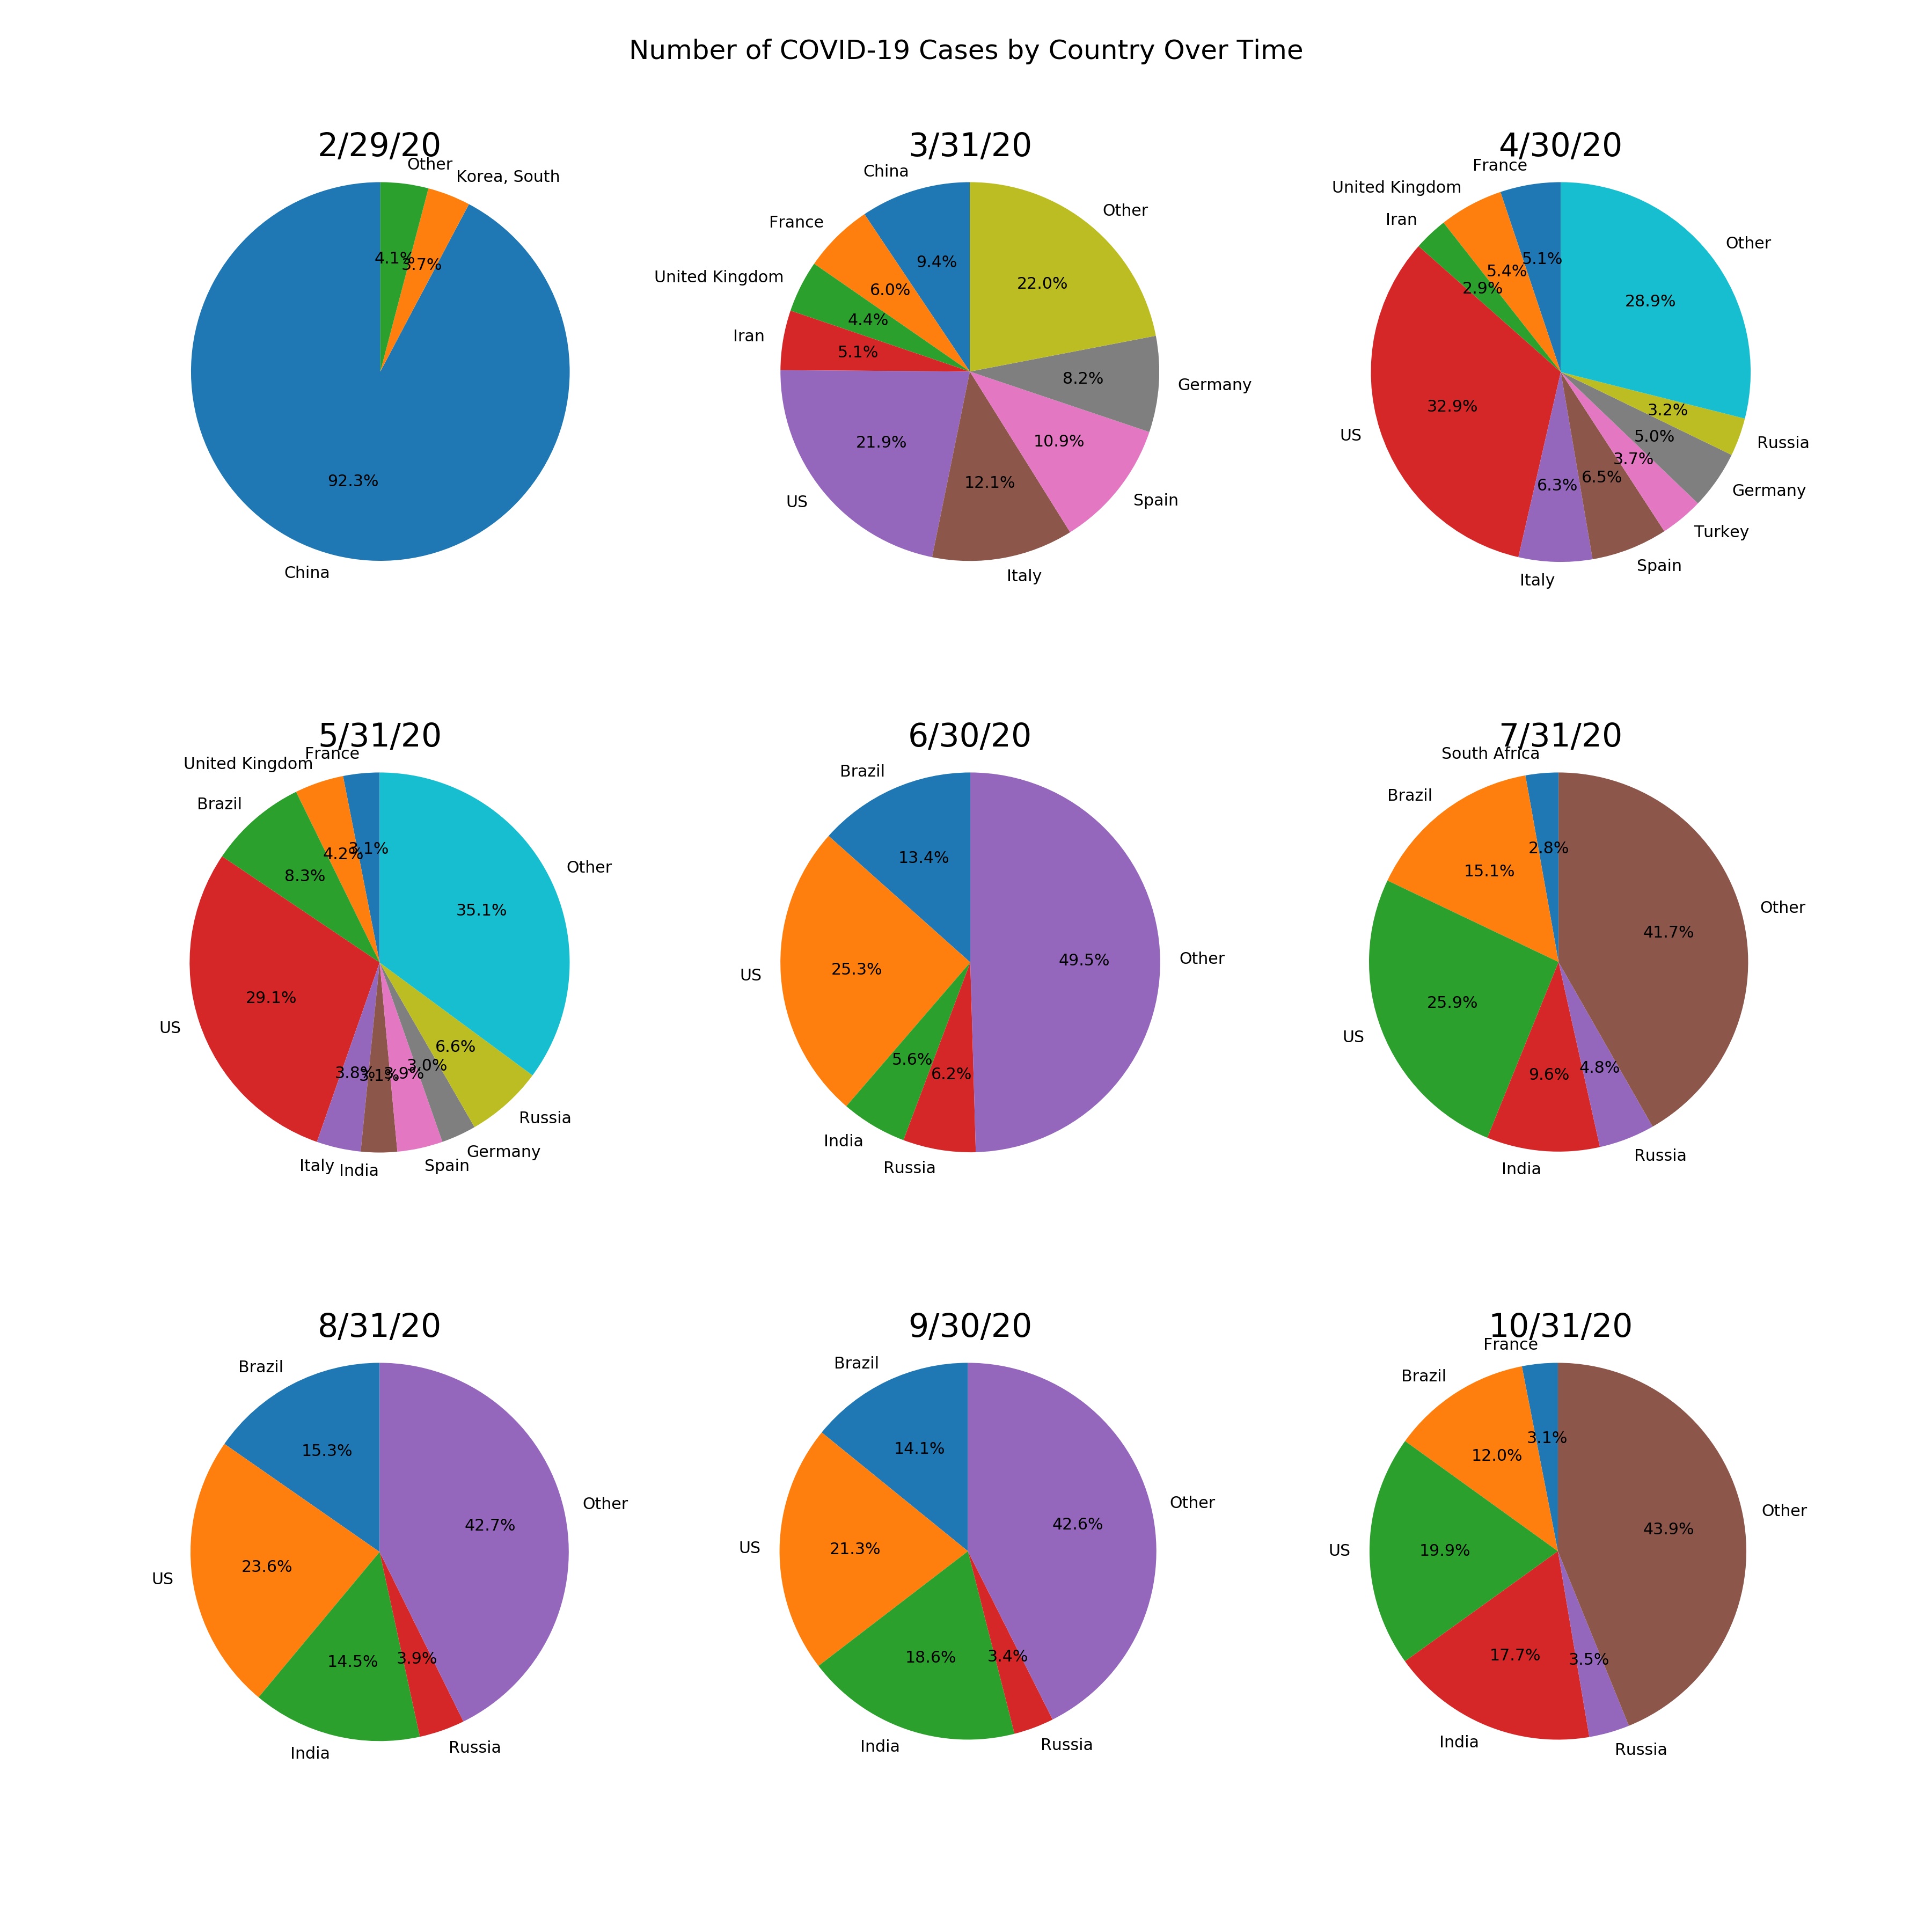 Number of COVID-19 Cases by Country Over Time
2/29/20
Other
Korea, South
4.1%
3.7%
92.3%
China
3/31/20
China
Other
France
9.4%
22.0%
United Kingdom
6.0%
4.4%
Iran
5.1%
8.2%
Germany
21.9%
10.9%
US
12.1%
Spain
Italy
4/30/20
France
United Kingdom
Iran
Other
5.1%
5.4%
2.9%
28.9%
32.9%
3.2%
US
5.0%
Russia
3.7%
6.3%
6.5%
Germany
Turkey
Spain
Italy
5/31/20
France
United Kingdom
Brazil
3.1%
4.2%
Other
8.3%
35.1%
29.1%
US
6.6%
3.0%
3.8%
3.1%
3.9%
Russia
Germany
Italy
India
Spain
6/30/20
Brazil
13.4%
Other
49.5%
25.3%
US
5.6%
6.2%
India
Russia
7/31/20
South Africa
Brazil
2.8%
15.1%
Other
41.7%
25.9%
US
9.6%
4.8%
Russia
India
8/31/20
Brazil
15.3%
Other
42.7%
23.6%
US
14.5%
3.9%
India
Russia
9/30/20
Brazil
14.1%
Other
42.6%
US
21.3%
18.6%
3.4%
India
Russia
10/31/20
France
Brazil
3.1%
12.0%
Other
43.9%
US
19.9%
17.7%
3.5%
India
Russia